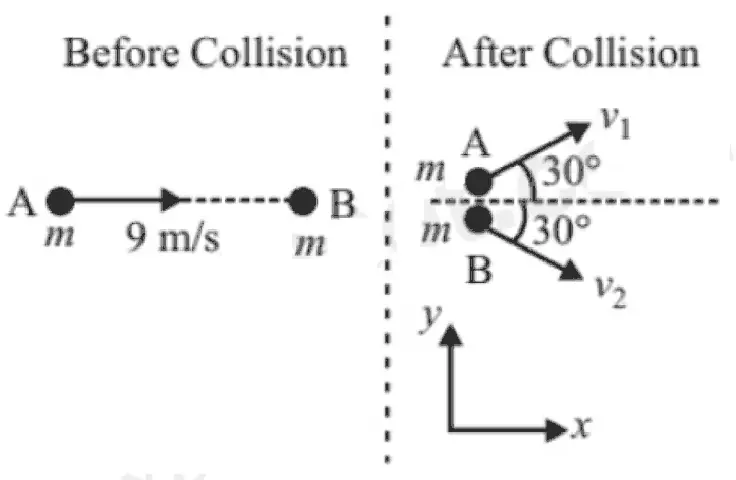 Before Collision
After Collision
A
m
9 m/s
B
m
A
m
v₁
30°
m
B
30°
v₂
y
x